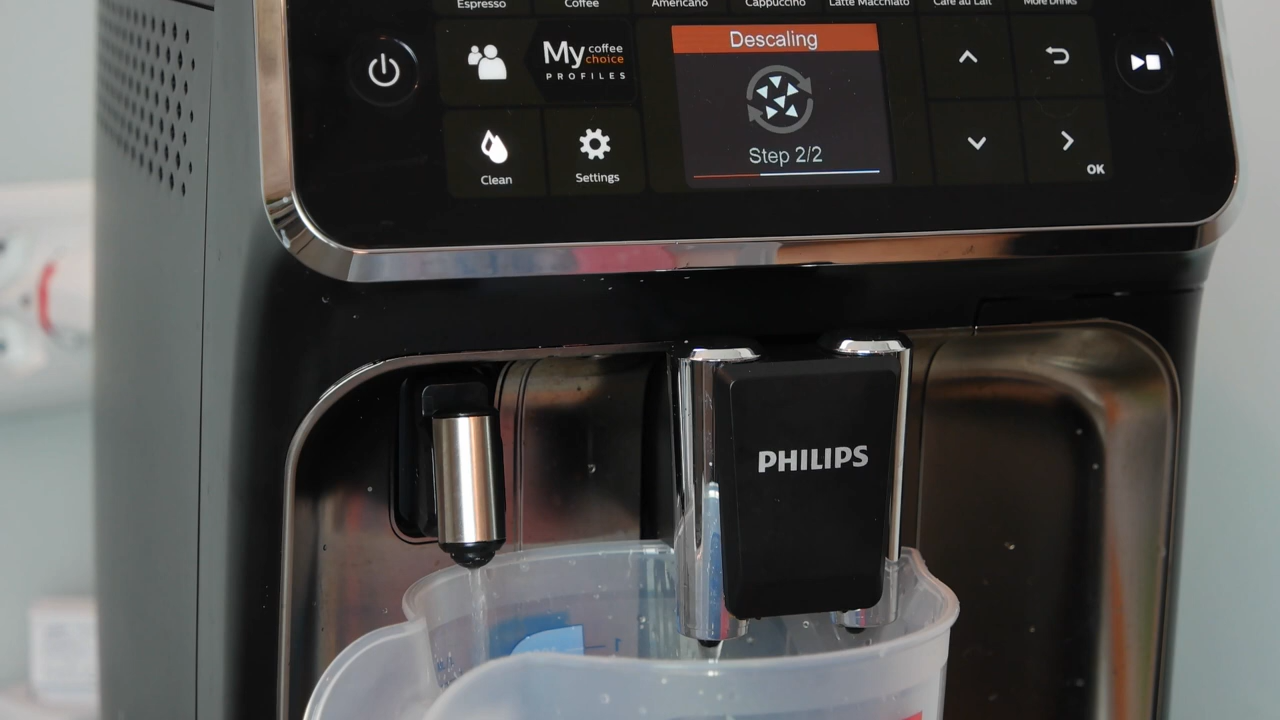 Espresso Coffee Americano Cappuccino Latte Macchiato Café au Lait More Drinks
My coffee choice
PROFILES
Descaling
Step 2/2
Clean
Settings
OK
PHILIPS